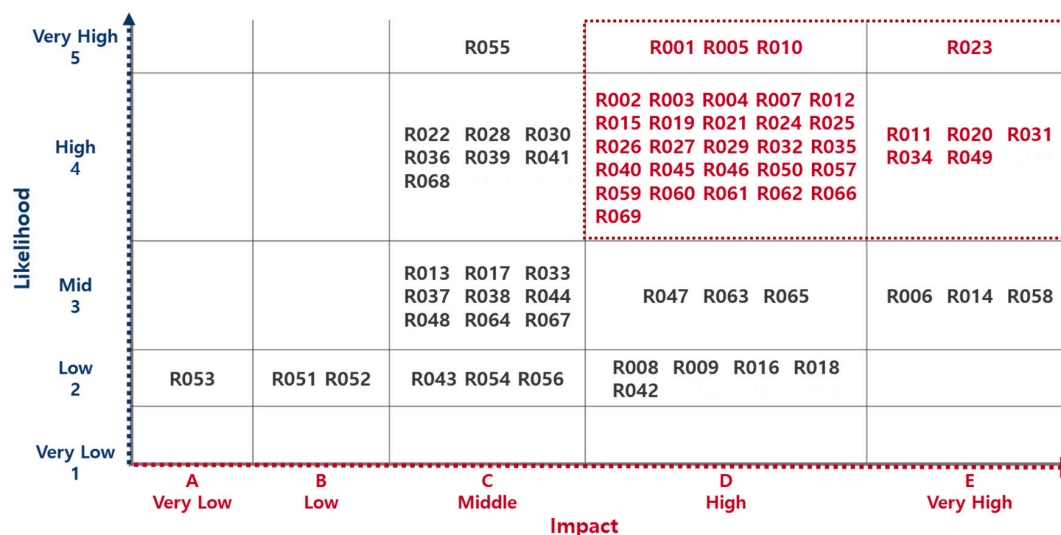 Very High
5
R055
R001 R005 R010
R023
High
4
R022 R028 R030
R036 R039 R041
R068
R002 R003 R004 R007 R012
R015 R019 R021 R024 R025
R026 R027 R029 R032 R035
R040 R045 R046 R050 R057
R059 R060 R061 R062 R066
R069
R011 R020 R031
R034 R049
Likelihood
Mid
3
R013 R017 R033
R037 R038 R044
R048 R064 R067
R047 R063 R065
R006 R014 R058
Low
2
R053
R051 R052
R043 R054 R056
R008 R009 R016 R018
R042
Very Low
1
A
Very Low
B
Low
C
Middle
D
High
E
Very High
Impact